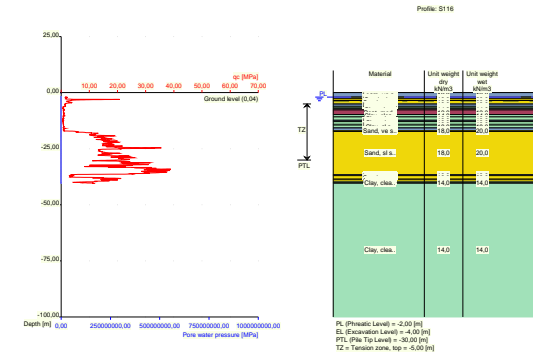 Profile: S116
25,00
qc [MPa]
0,00
10,00 20,00 30,00 40,00 50,00 60,00 70,00
Ground level (0,04)
-25,00
-50,00
-75,00
-100,00
Depth [m]
0,00 250000000,00 500000000,00 1000000000,00
Pore water pressure [MPa]
Material
Unit weight
dry
kN/m3
Unit weight
wet
kN/m3
PL
TZ
PTL
Sand, ve s.. 18,0 20,0
Sand, sl s.. 18,0 20,0
Clay, clea.. 14,0 14,0
Clay, clea.. 14,0 14,0
PL (Phreatic Level) = -2,00 [m]
EL (Excavation Level) = -4,00 [m]
PTL (Pile Tip Level) = -30,00 [m]
TZ = Tension zone, top = -5,00 [m]